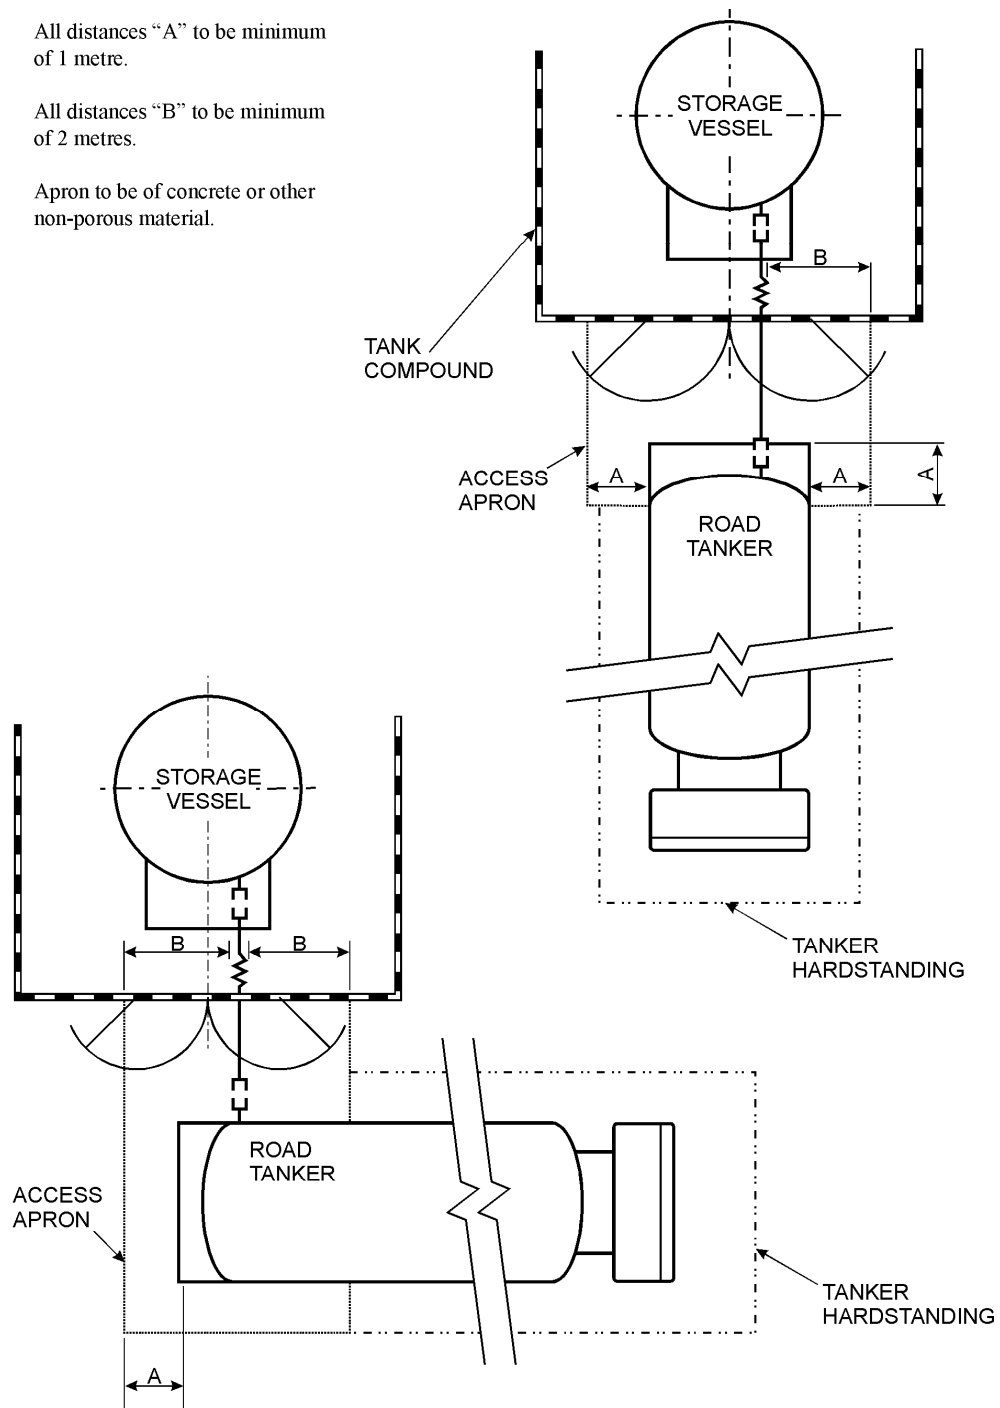 All distances “A” to be minimum
of 1 metre.
All distances “B” to be minimum
of 2 metres.
Apron to be of concrete or other
non-porous material.
STORAGE
VESSEL
B
TANK
COMPOUND
ACCESS
APRON
A
A
A
ROAD
TANKER
TANKER
HARDSTANDING
STORAGE
VESSEL
B
B
ROAD
TANKER
ACCESS
APRON
TANKER
HARDSTANDING
A